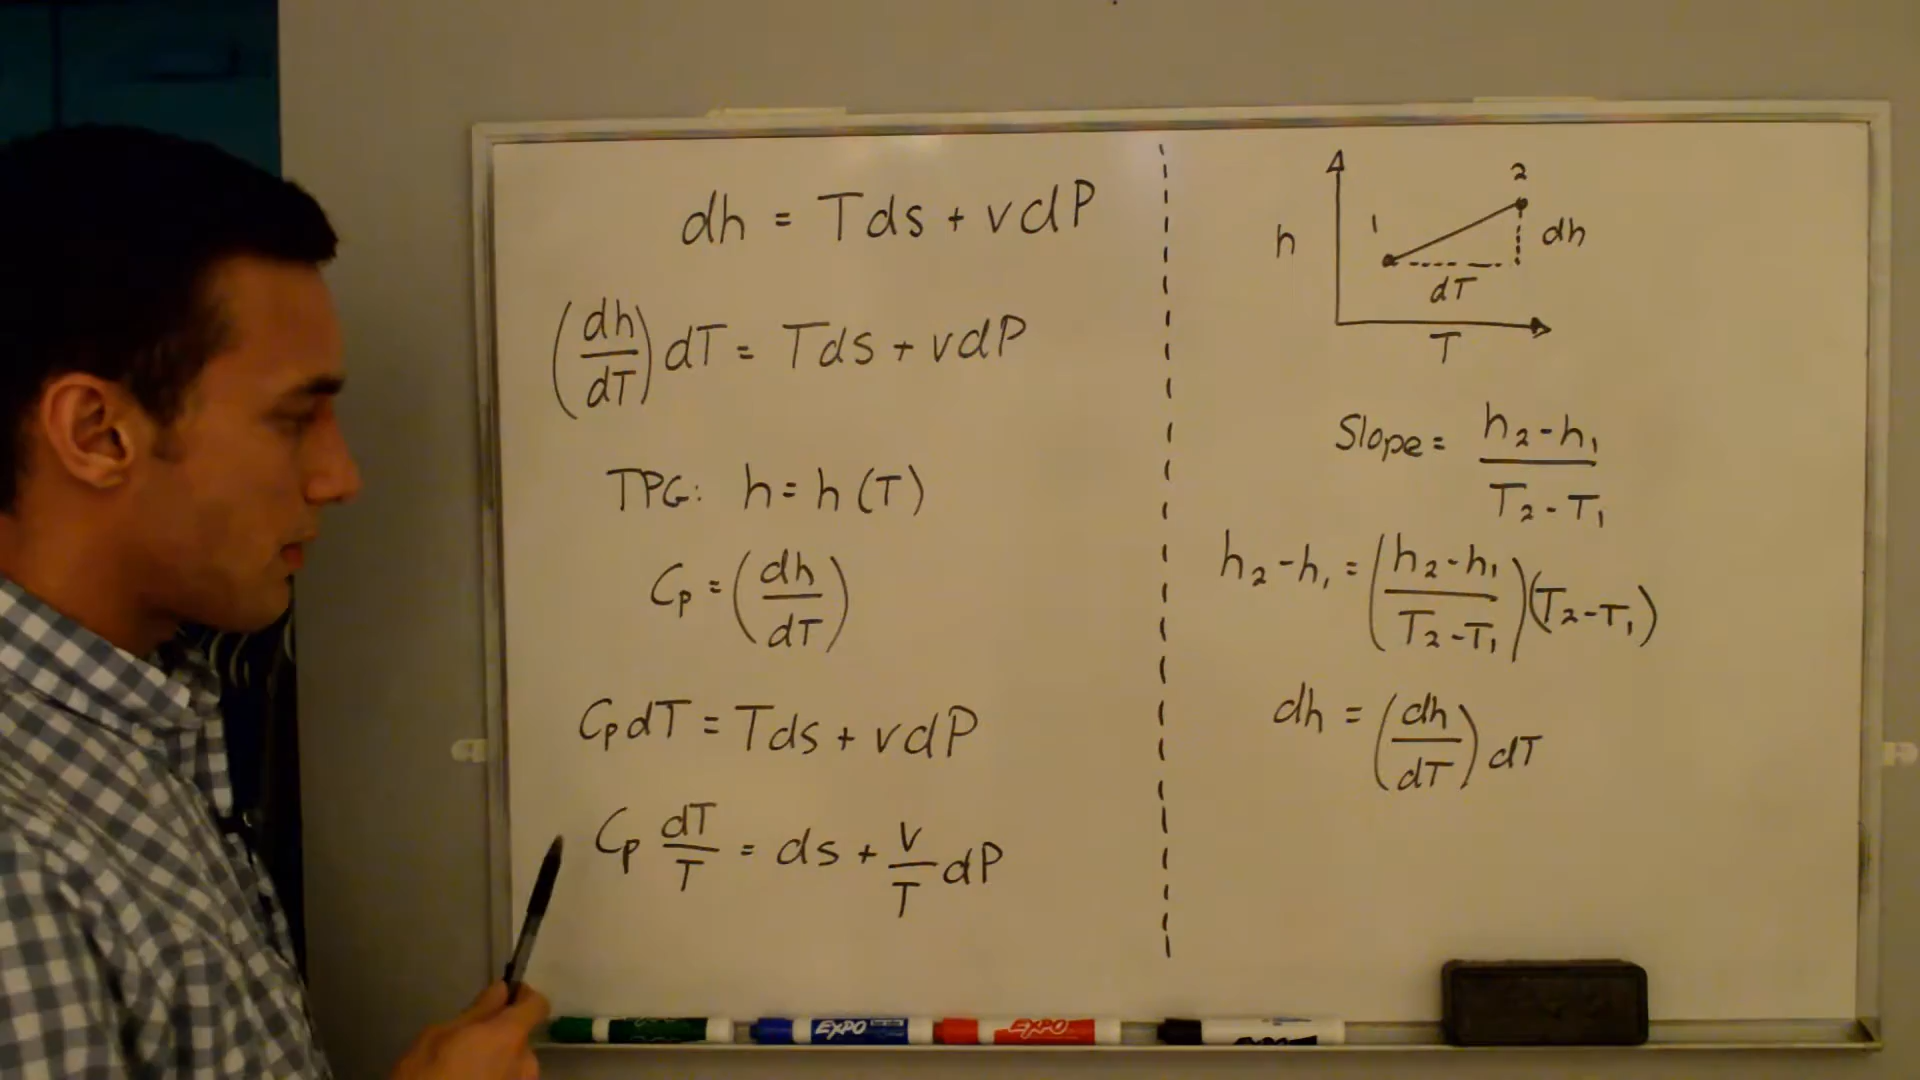 dh = Tds + vdP
(dh/dT) dT = Tds + vdP
TPG: h = h (T)
Cp = (dh/dT)
Cp dT = Tds + vdP
Cp dT/T = ds + v/T dP
h
1
2
dh
dT
T
Slope = h2 - h1 / T2 - T1
h2 - h1 = (h2 - h1 / T2 - T1)(T2 - T1)
dh = (dh/dT) dT
EXPO
EXPO